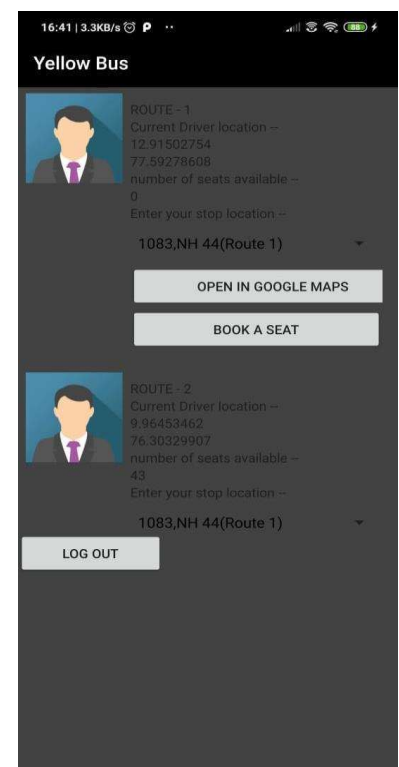 16:41 | 3.3KB/s P ·· 88
Yellow Bus
ROUTE - 1
Current Driver location --
12.91502754
77.59278608
number of seats available --
0
Enter your stop location --
1083,NH 44(Route 1)
OPEN IN GOOGLE MAPS
BOOK A SEAT
ROUTE - 2
Current Driver location --
9.96453462
76.30329907
number of seats available --
43
Enter your stop location --
1083,NH 44(Route 1)
LOG OUT